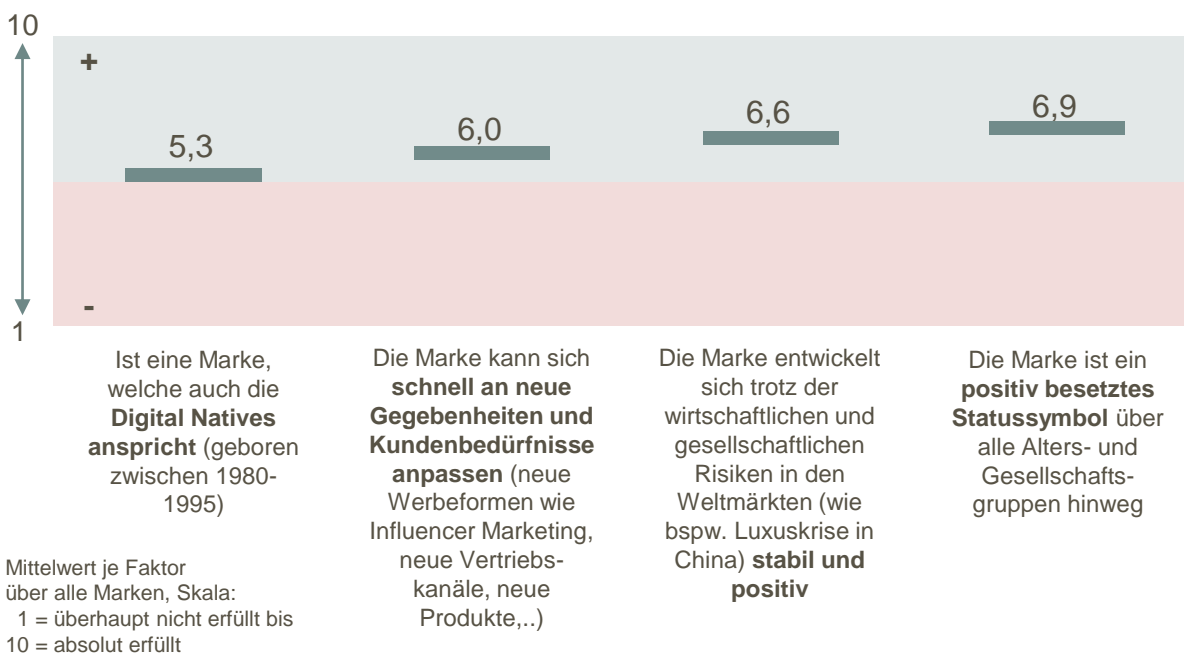 10
+
5,3
6,0
6,6
6,9
-
1
Ist eine Marke,
welche auch die
Digital Natives
anspricht (geboren
zwischen 1980-
1995)
Die Marke kann sich
schnell an neue
Gegebenheiten und
Kundenbedürfnisse
anpassen (neue
Werbeformen wie
Influencer Marketing,
neue Vertriebs-
kanäle, neue
Produkte,..)
Die Marke entwickelt
sich trotz der
wirtschaftlichen und
gesellschaftlichen
Risiken in den
Weltmärkten (wie
bspw. Luxuskrise in
China) stabil und
positiv
Die Marke ist ein
positiv besetztes
Statussymbol über
alle Alters- und
Gesellschafts-
gruppen hinweg
Mittelwert je Faktor
über alle Marken, Skala:
1 = überhaupt nicht erfüllt bis
10 = absolut erfüllt